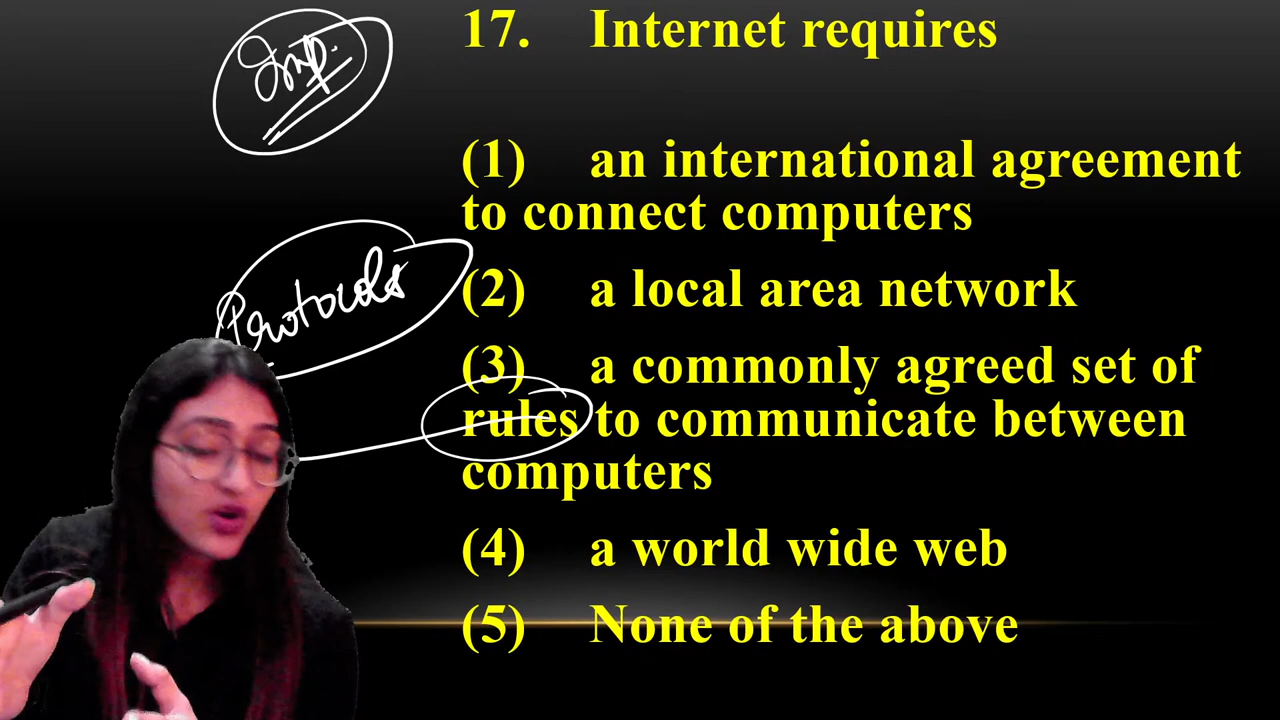 Imp.
17. Internet requires
(1) an international agreement
to connect computers
Protocols
(2) a local area network
(3) a commonly agreed set of
rules to communicate between
computers
(4) a world wide web
(5) None of the above